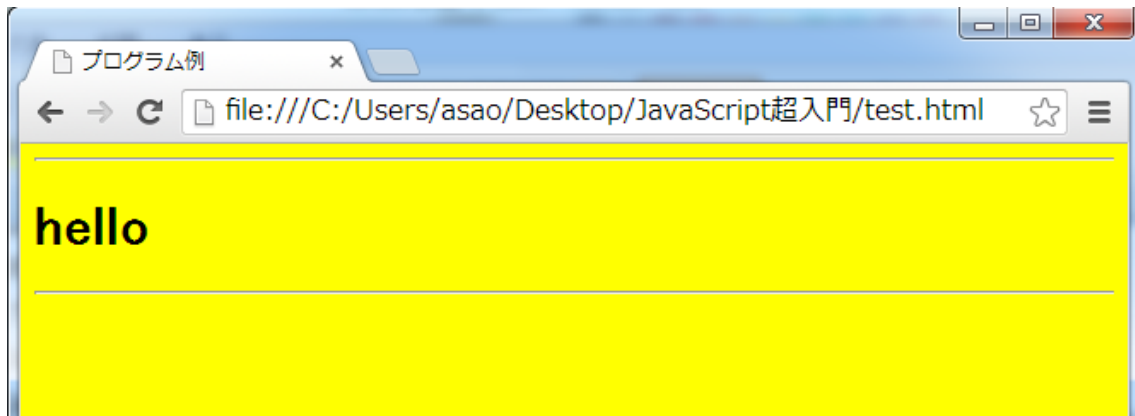 プログラム例
file:///C:/Users/asao/Desktop/JavaScript超入門/test.html
hello